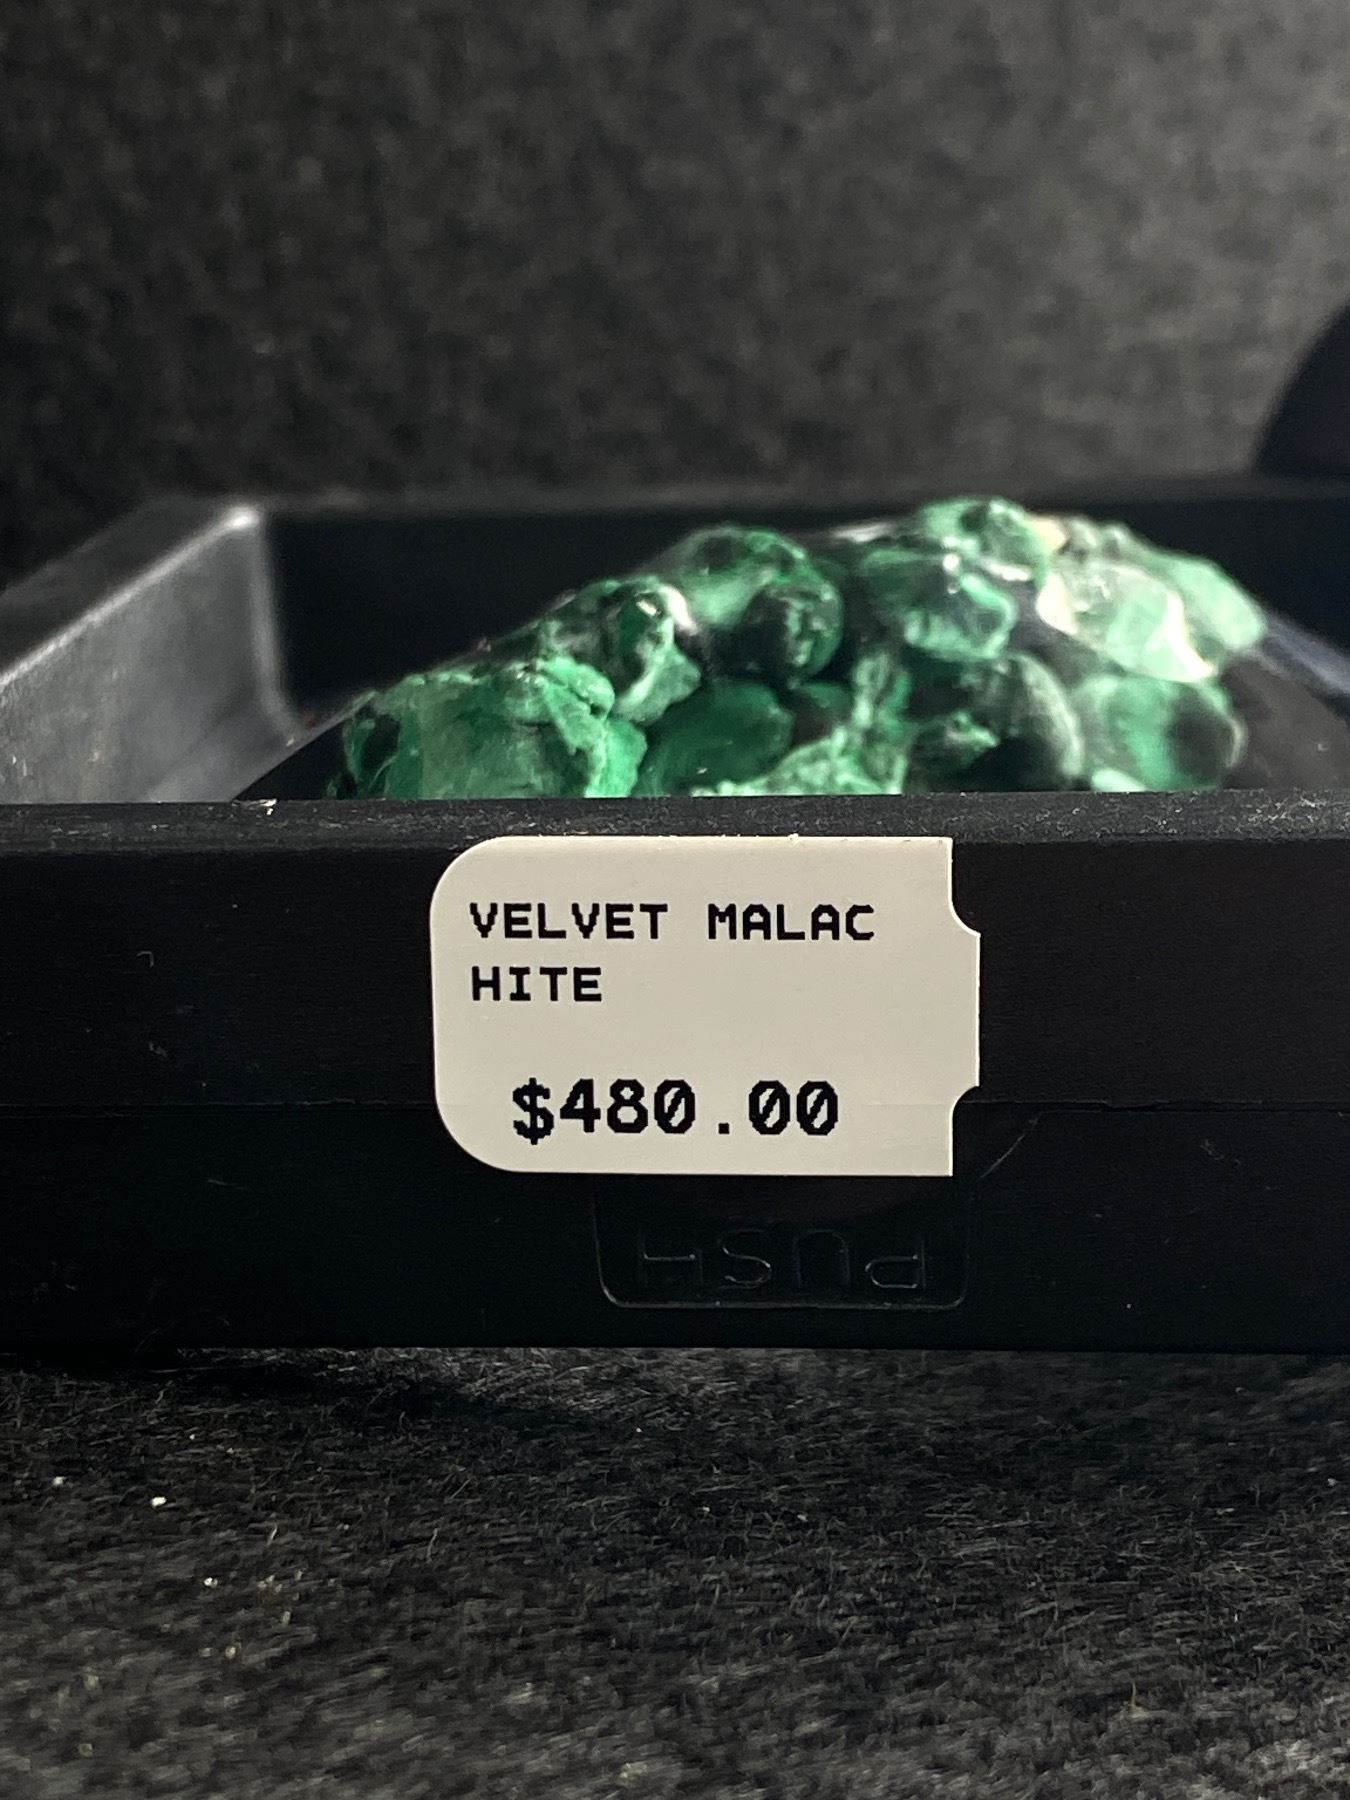 VELVET MALAC
HITE
$480.00
PUSH